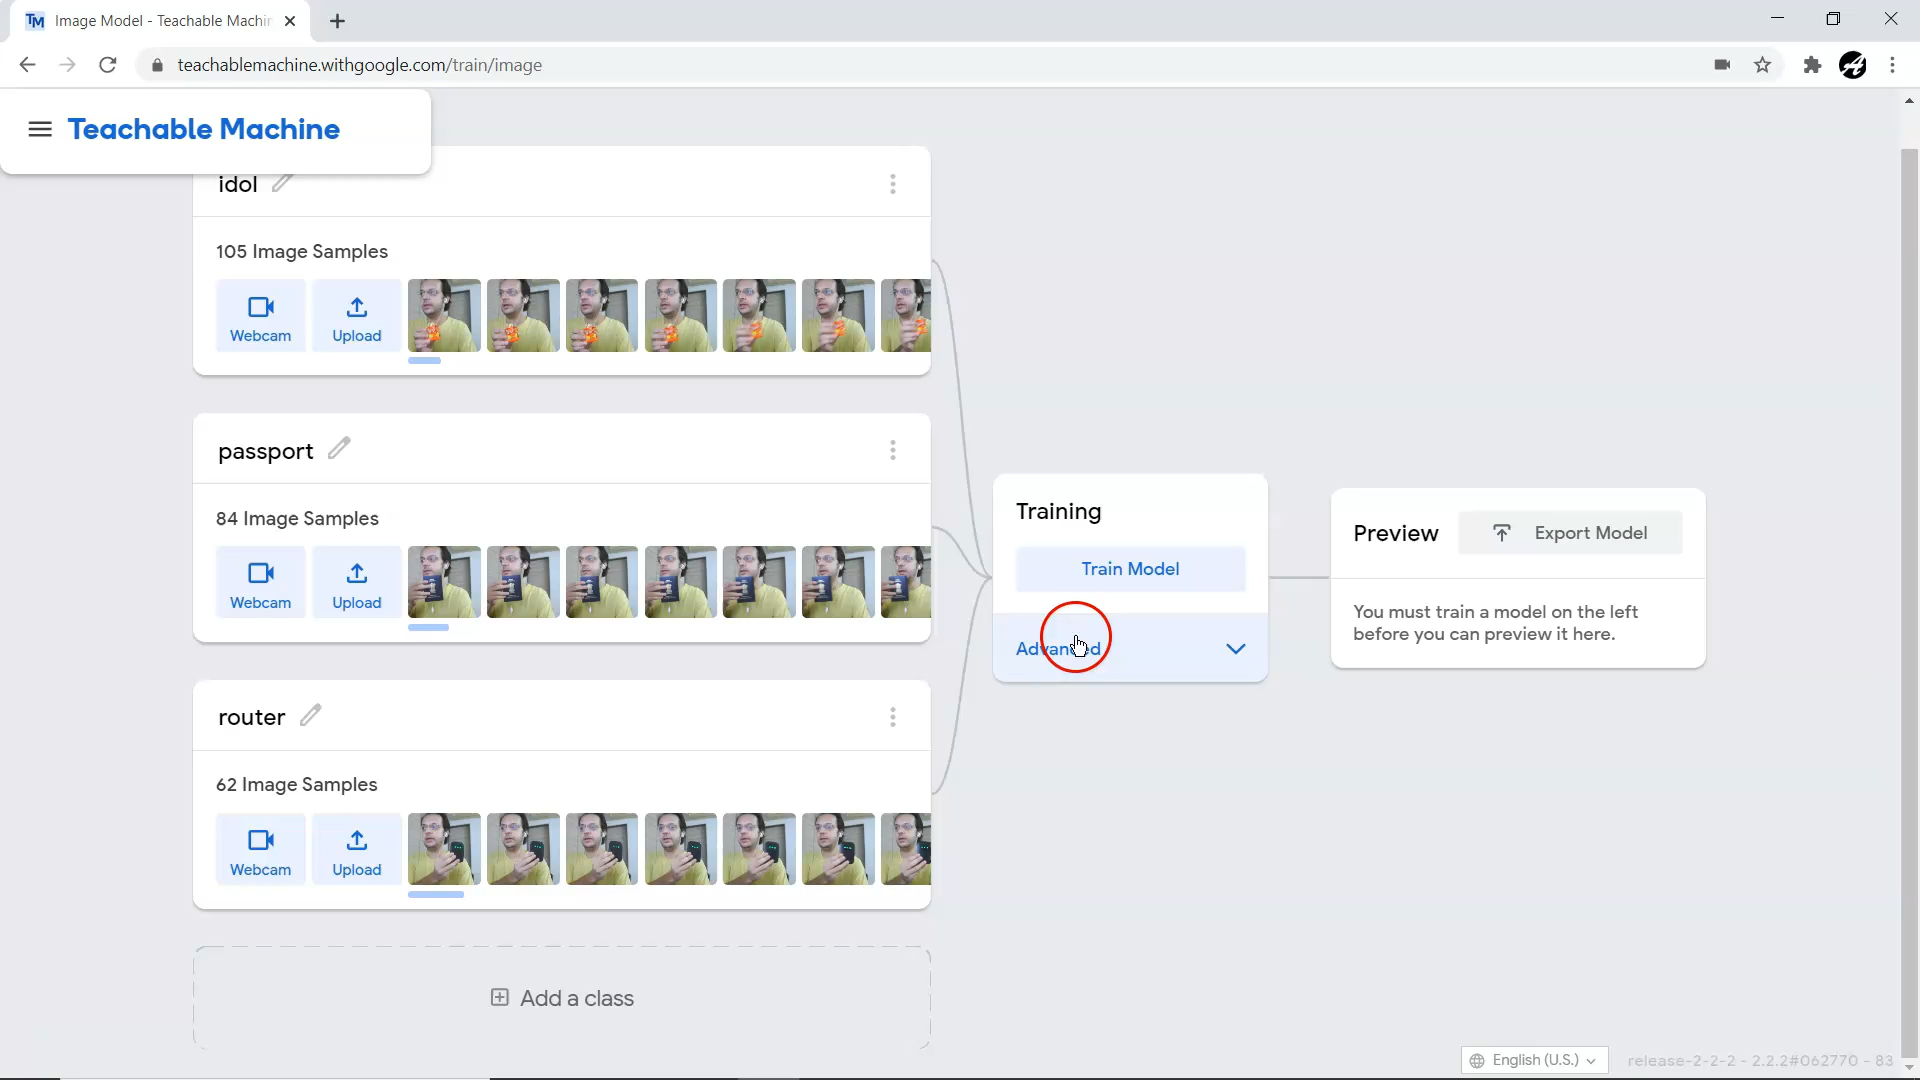 TM Image Model - Teachable Machin
teachablemachine.withgoogle.com/train/image
Teachable Machine
idol
105 Image Samples
Webcam
Upload
passport
84 Image Samples
Webcam
Upload
router
62 Image Samples
Webcam
Upload
Add a class
Training
Train Model
Advanced
Preview
Export Model
You must train a model on the left
before you can preview it here.
English (U.S.)
release-2-2-2 - 2.2.2#062770 - 83